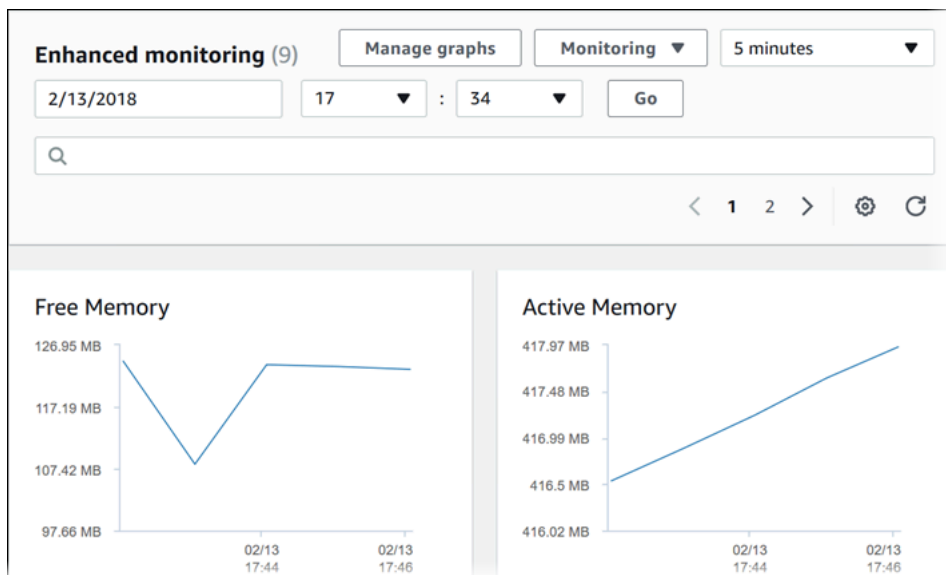 Enhanced monitoring (9) Manage graphs Monitoring 5 minutes
2/13/2018 17 : 34 Go
1 2
Free Memory
126.95 MB
117.19 MB
107.42 MB
97.66 MB
02/13 02/13
17:44 17:46
Active Memory
417.97 MB
417.48 MB
416.99 MB
416.5 MB
416.02 MB
02/13 02/13
17:44 17:46